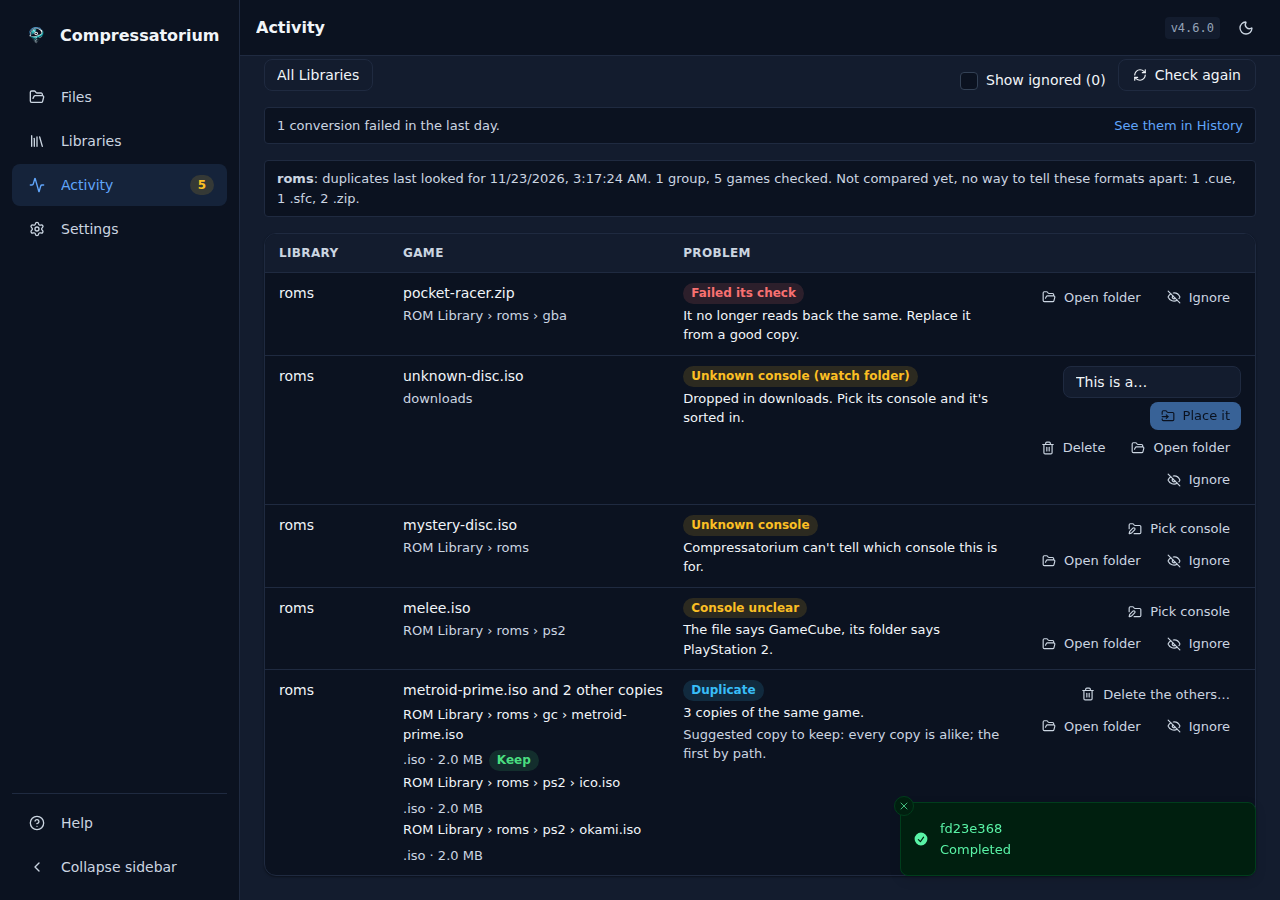 Compressatorium
Activity
v4.6.0
Files
Libraries
Activity
5
Settings
Help
Collapse sidebar
All Libraries
Show ignored (0)
Check again
1 conversion failed in the last day.
See them in History
roms: duplicates last looked for 11/23/2026, 3:17:24 AM. 1 group, 5 games checked. Not compared yet, no way to tell these formats apart: 1 .cue,
1 .sfc, 2 .zip.
LIBRARY
GAME
PROBLEM
roms
pocket-racer.zip
ROM Library › roms › gba
Failed its check
It no longer reads back the same. Replace it
from a good copy.
Open folder
Ignore
roms
unknown-disc.iso
downloads
Unknown console (watch folder)
Dropped in downloads. Pick its console and it's
sorted in.
This is a...
Place it
Delete
Open folder
Ignore
roms
mystery-disc.iso
ROM Library › roms
Unknown console
Compressatorium can't tell which console this is
for.
Pick console
Open folder
Ignore
roms
melee.iso
ROM Library › roms › ps2
Console unclear
The file says GameCube, its folder says
PlayStation 2.
Pick console
Open folder
Ignore
roms
metroid-prime.iso and 2 other copies
ROM Library › roms › gc › metroid-
prime.iso
.iso · 2.0 MB Keep
ROM Library › roms › ps2 › ico.iso
.iso · 2.0 MB
ROM Library › roms › ps2 › okami.iso
.iso · 2.0 MB
Duplicate
3 copies of the same game.
Suggested copy to keep: every copy is alike; the
first by path.
Delete the others...
Open folder
Ignore
fd23e368
Completed